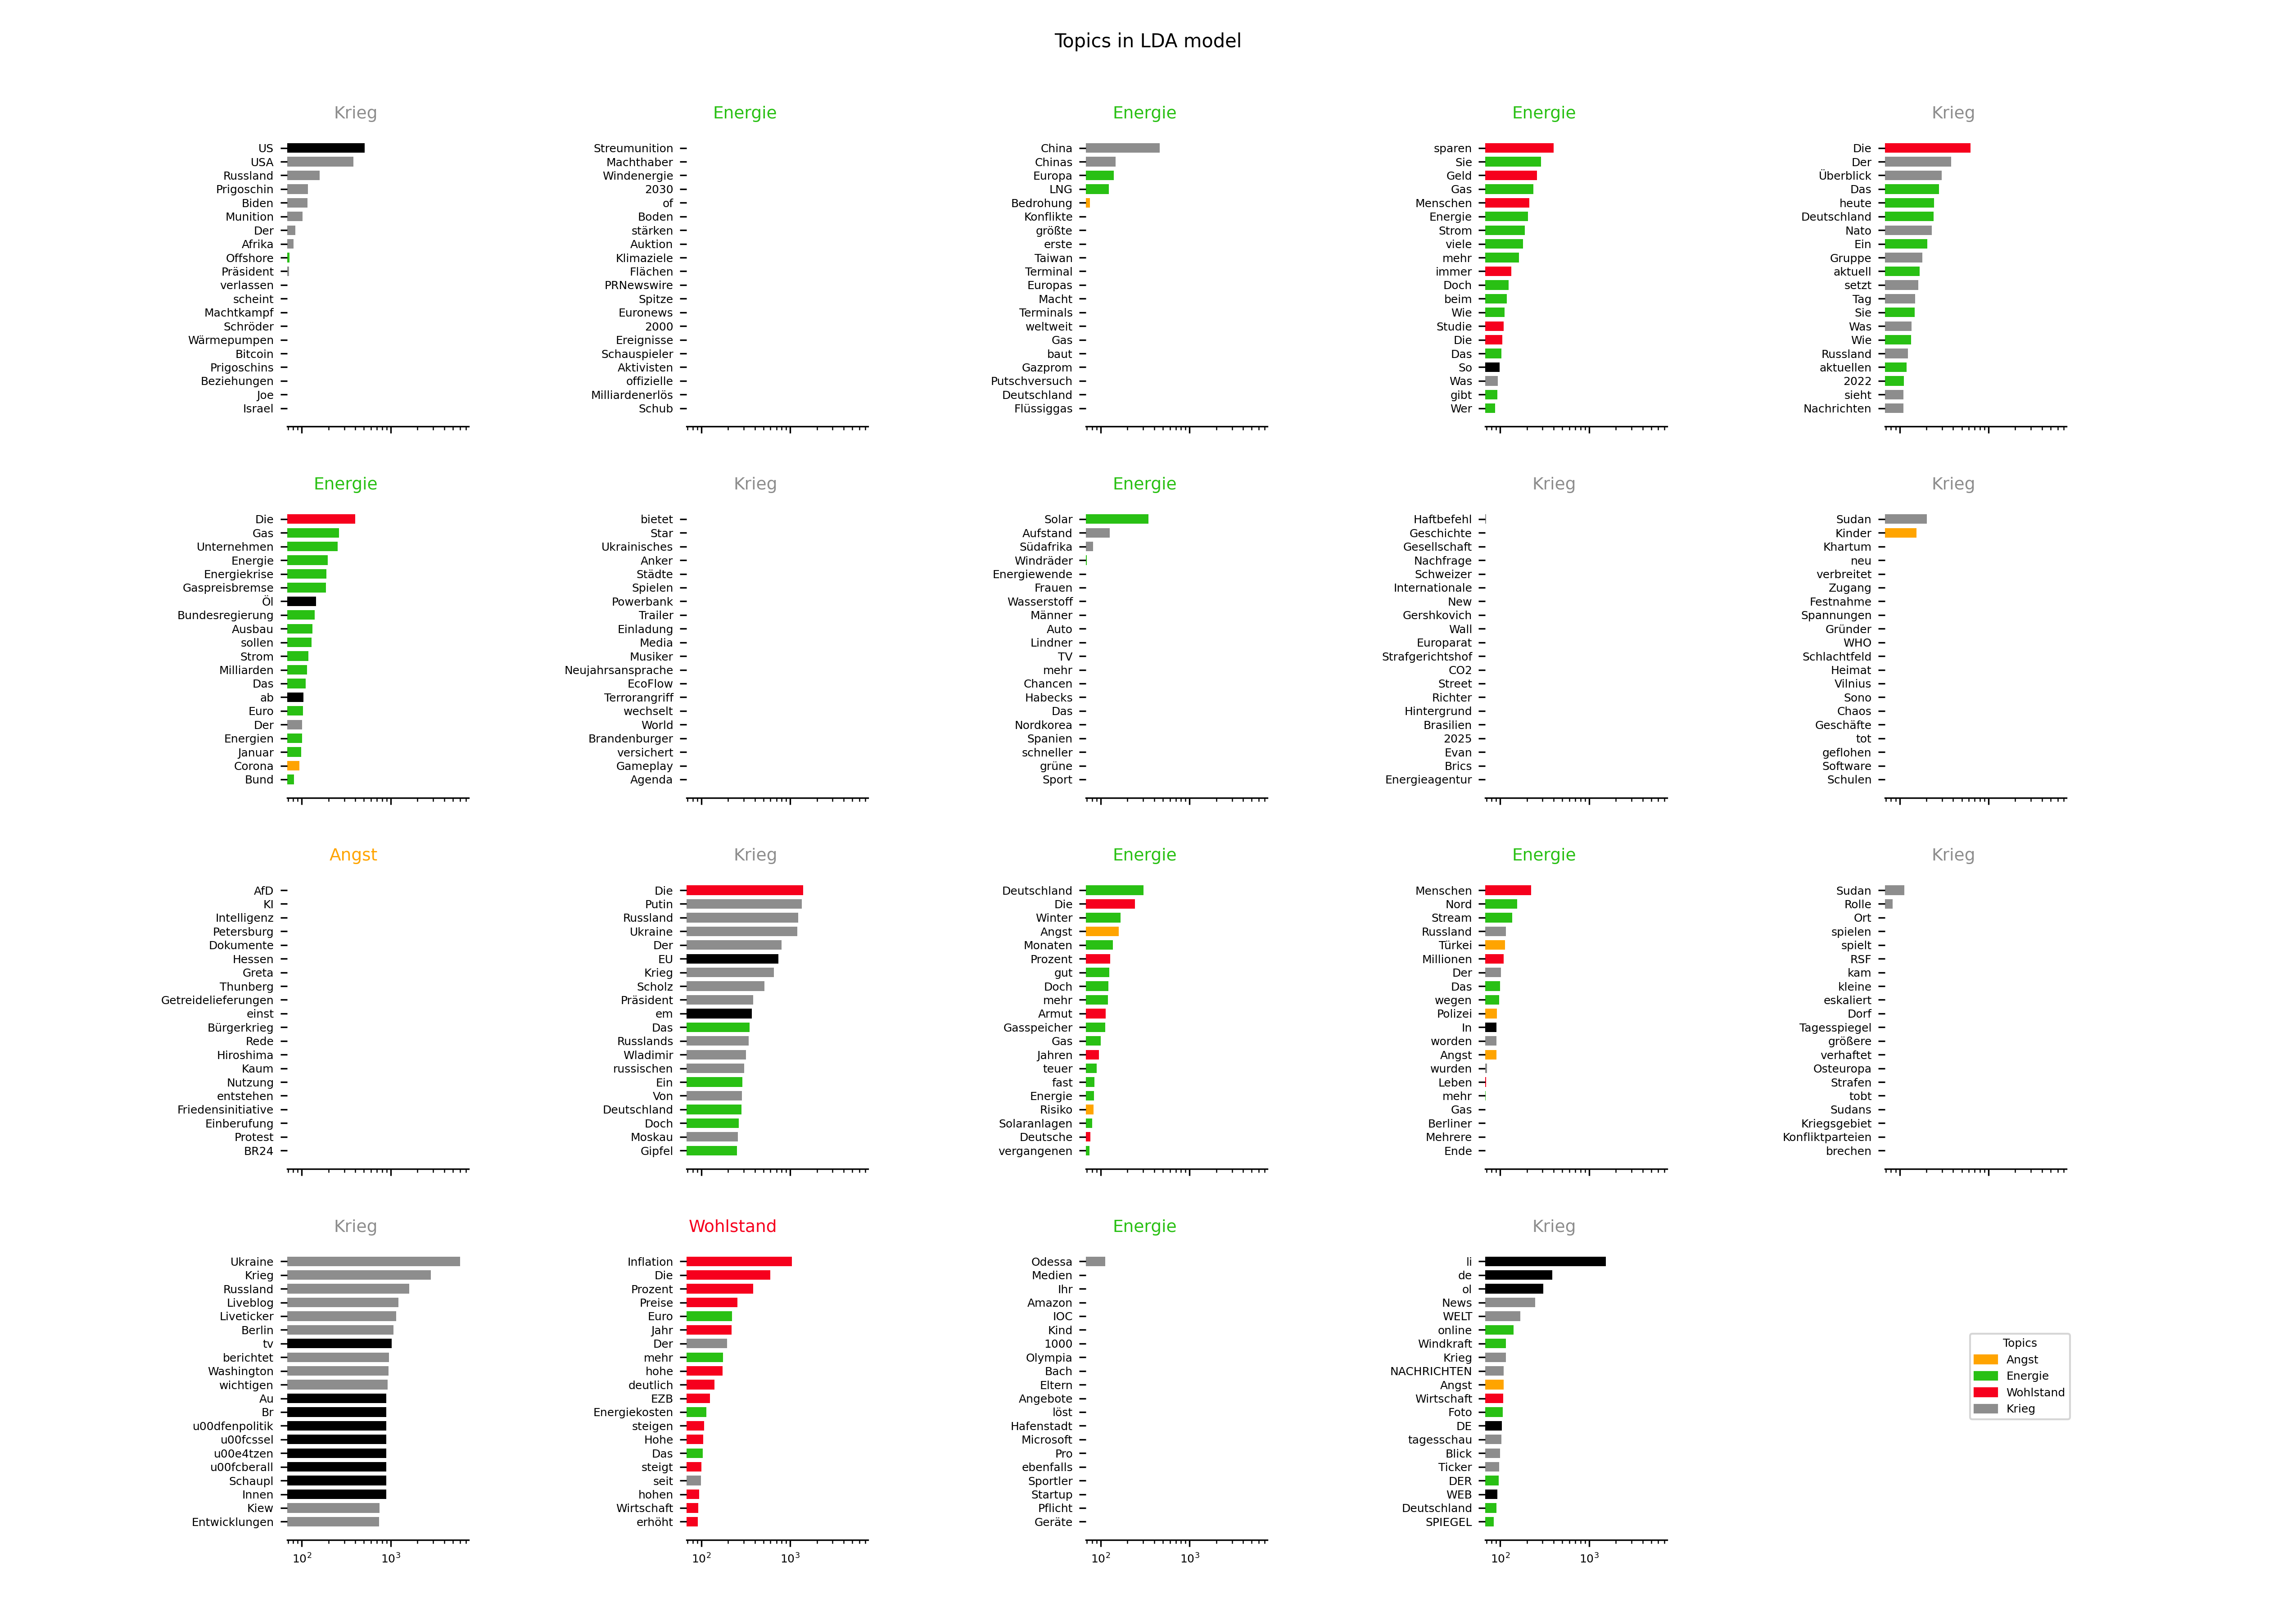 Topics in LDA model
Krieg
US
USA
Russland
Prigoschin
Biden
Munition
Der
Afrika
Offshore
Präsident
verlassen
scheint
Machtkampf
Schröder
Wärmepumpen
Bitcoin
Prigoschins
Beziehungen
Joe
Israel
Energie
Streumunition
Machthaber
Windenergie
2030
of
Boden
stärken
Auktion
Klimaziele
Flächen
PRNewswire
Spitze
Euronews
2000
Ereignisse
Schauspieler
Aktivisten
offizielle
Milliardenerlös
Schub
Energie
China
Chinas
Europa
LNG
Bedrohung
Konflikte
größte
erste
Taiwan
Terminal
Europas
Macht
Terminals
weltweit
Gas
baut
Gazprom
Putschversuch
Deutschland
Flüssiggas
Energie
sparen
Sie
Geld
Gas
Menschen
Energie
Strom
viele
mehr
immer
Doch
beim
Wie
Studie
Die
Das
So
Was
gibt
Wer
Krieg
Die
Der
Überblick
Das
heute
Deutschland
Nato
Ein
Gruppe
aktuell
setzt
Tag
Sie
Was
Wie
Russland
aktuellen
2022
sieht
Nachrichten
Energie
Die
Gas
Unternehmen
Energie
Energiekrise
Gaspreisbremse
Öl
Bundesregierung
Ausbau
sollen
Strom
Milliarden
Das
ab
Euro
Der
Energien
Januar
Corona
Bund
Krieg
bietet
Star
Ukrainisches
Anker
Städte
Spielen
Powerbank
Trailer
Einladung
Media
Musiker
Neujahrsansprache
EcoFlow
Terrorangriff
wechselt
World
Brandenburger
versichert
Gameplay
Agenda
Energie
Solar
Aufstand
Südafrika
Windräder
Energiewende
Frauen
Wasserstoff
Männer
Auto
Lindner
TV
mehr
Chancen
Habecks
Das
Nordkorea
Spanien
schneller
grüne
Sport
Krieg
Haftbefehl
Geschichte
Gesellschaft
Nachfrage
Schweizer
Internationale
New
Gershkovich
Wall
Europarat
Strafgerichtshof
CO2
Street
Richter
Hintergrund
Brasilien
2025
Evan
Brics
Energieagentur
Krieg
Sudan
Kinder
Khartum
neu
verbreitet
Zugang
Festnahme
Spannungen
Gründer
WHO
Schlachtfeld
Heimat
Vilnius
Sono
Chaos
Geschäfte
tot
geflohen
Software
Schulen
Angst
AfD
KI
Intelligenz
Petersburg
Dokumente
Hessen
Greta
Thunberg
Getreidelieferungen
einst
Bürgerkrieg
Rede
Hiroshima
Kaum
Nutzung
entstehen
Friedensinitiative
Einberufung
Protest
BR24
Krieg
Die
Putin
Russland
Ukraine
Der
EU
Krieg
Scholz
Präsident
em
Das
Russlands
Wladimir
russischen
Ein
Von
Deutschland
Doch
Moskau
Gipfel
Energie
Deutschland
Die
Winter
Angst
Monaten
Prozent
gut
Doch
mehr
Armut
Gasspeicher
Gas
Jahren
teuer
fast
Energie
Risiko
Solaranlagen
Deutsche
vergangenen
Energie
Menschen
Nord
Stream
Russland
Türkei
Millionen
Der
Das
wegen
Polizei
In
worden
Angst
wurden
Leben
mehr
Gas
Berliner
Mehrere
Ende
Krieg
Sudan
Rolle
Ort
spielen
spielt
RSF
kam
kleine
eskaliert
Dorf
Tagesspiegel
größere
verhaftet
Osteuropa
Strafen
tobt
Sudans
Kriegsgebiet
Konfliktparteien
brechen
Krieg
Ukraine
Krieg
Russland
Liveblog
Liveticker
Berlin
tv
berichtet
Washington
wichtigen
Au
Br
u00dfenpolitik
u00fcssel
u00e4tzen
u00fcberall
Schaupl
Innen
Kiew
Entwicklungen
10²
10³
Wohlstand
Inflation
Die
Prozent
Preise
Euro
Jahr
Der
mehr
hohe
deutlich
EZB
Energiekosten
steigen
Hohe
Das
steigt
seit
hohen
Wirtschaft
erhöht
10²
10³
Energie
Odessa
Medien
Ihr
Amazon
IOC
Kind
1000
Olympia
Bach
Eltern
Angebote
löst
Hafenstadt
Microsoft
Pro
ebenfalls
Sportler
Startup
Pflicht
Geräte
10²
10³
Krieg
li
de
ol
News
WELT
online
Windkraft
Krieg
NACHRICHTEN
Angst
Wirtschaft
Foto
DE
tagesschau
Blick
Ticker
DER
WEB
Deutschland
SPIEGEL
10²
10³
Topics
Angst
Energie
Wohlstand
Krieg